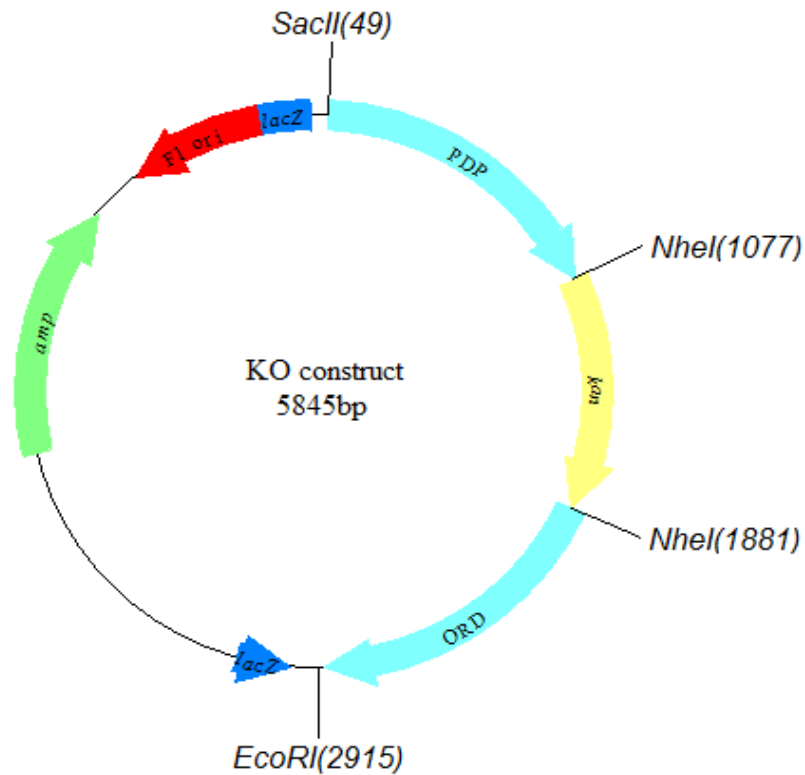 SacII(49)
lacZ
F1 ori
PDP
NheI(1077)
amp
KO construct
5845bp
kan
NheI(1881)
ORD
lacZ
EcoRI(2915)